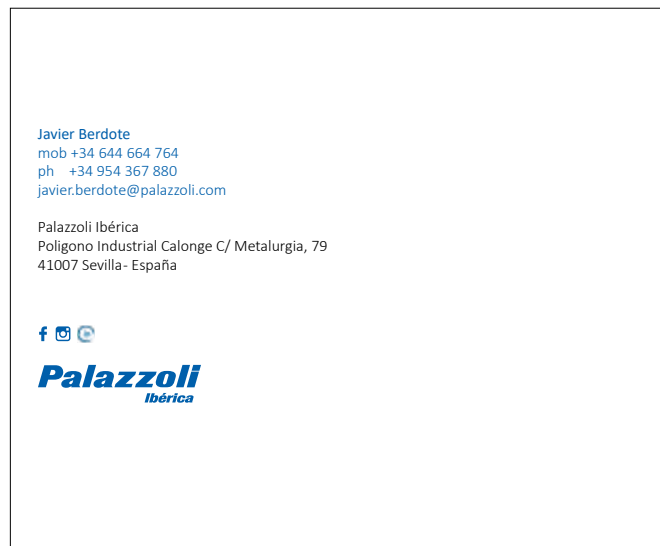 Javier Berdote
mob +34 644 664 764
ph +34 954 367 880
javier.berdote@palazzoli.com
Palazzoli Ibérica
Poligono Industrial Calonge C/ Metalurgia, 79
41007 Sevilla - España
Palazzoli
Ibérica